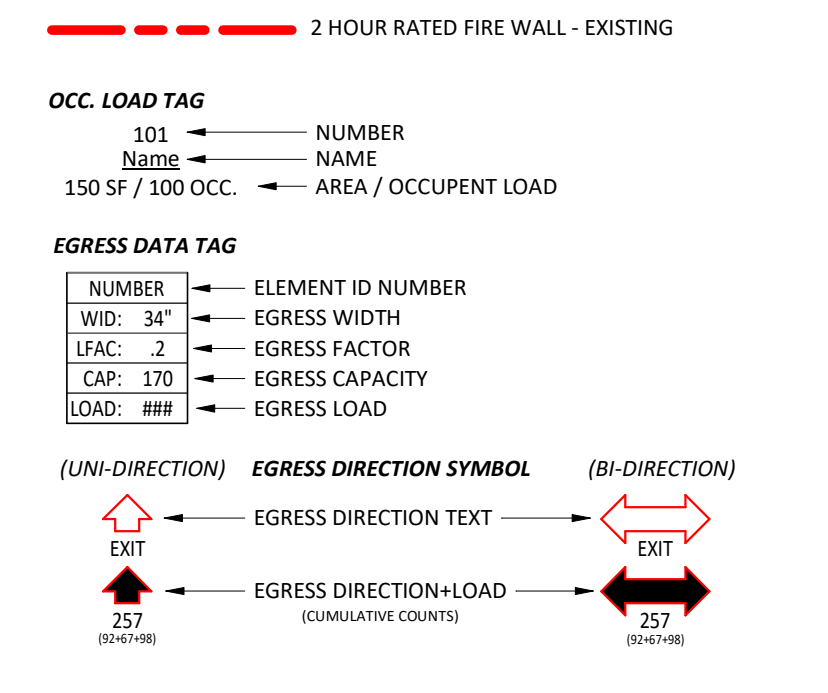 2 HOUR RATED FIRE WALL - EXISTING
OCC. LOAD TAG
101 NUMBER
Name NAME
150 SF / 100 OCC. AREA / OCCUPENT LOAD
EGRESS DATA TAG
NUMBER ELEMENT ID NUMBER
WID: 34" EGRESS WIDTH
LFAC: .2 EGRESS FACTOR
CAP: 170 EGRESS CAPACITY
LOAD: ### EGRESS LOAD
(UNI-DIRECTION) EGRESS DIRECTION SYMBOL (BI-DIRECTION)
EGRESS DIRECTION TEXT
EXIT EXIT
EGRESS DIRECTION+LOAD
(CUMULATIVE COUNTS)
257 257
(92+67+98) (92+67+98)